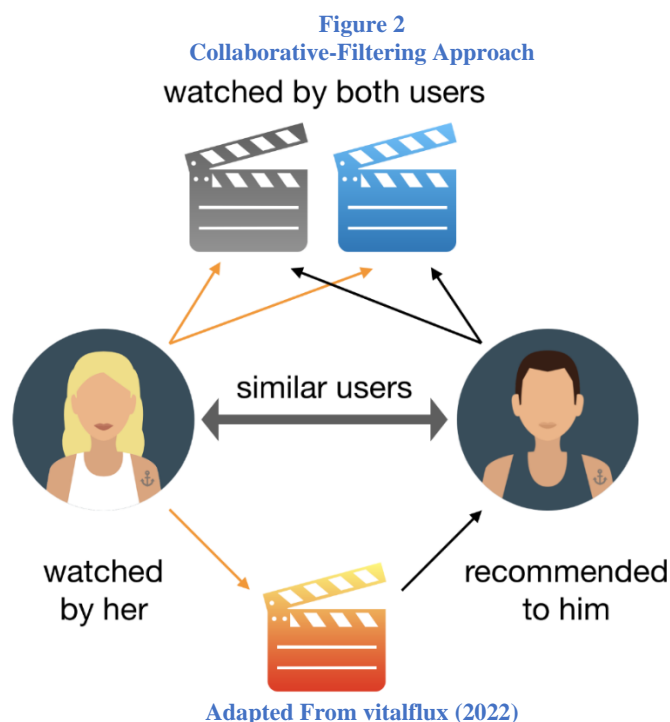 Figure 2
Collaborative-Filtering Approach
watched by both users
similar users
watched
by her
recommended
to him
Adapted From vitalflux (2022)